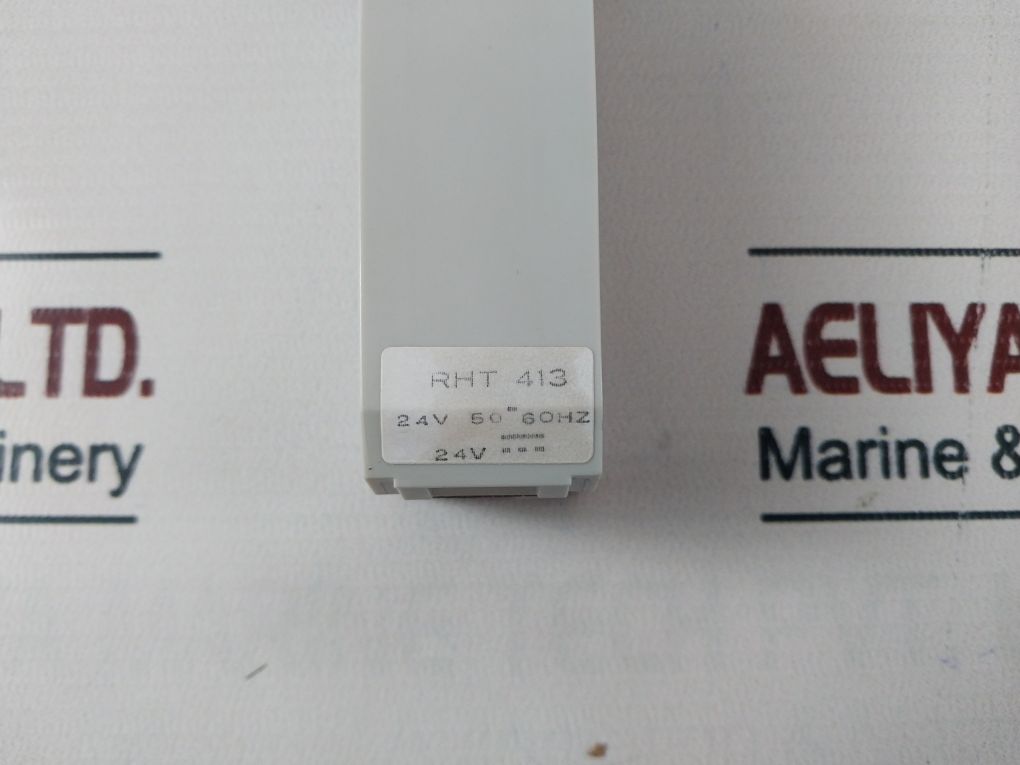 LTD.
inery
RHT 413
24V 50-60HZ
24V ⎓
AELIYA
Marine &